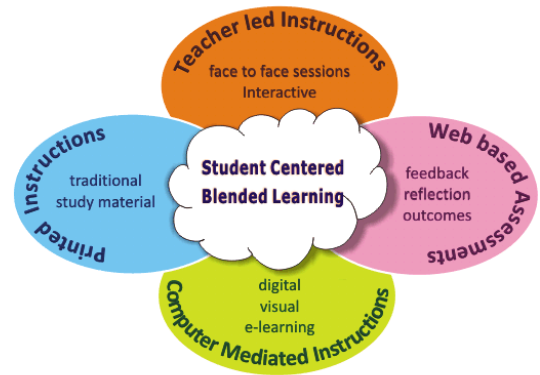 Teacher led Instructions
face to face sessions
Interactive
Printed Instructions
traditional
study material
Student Centered
Blended Learning
Web based Assessments
feedback
reflection
outcomes
digital
visual
e-learning
Computer Mediated Instructions